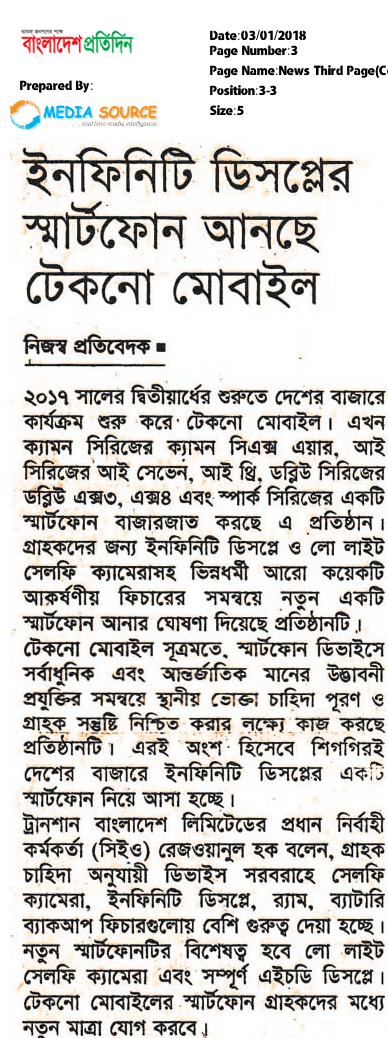 আমরা জনগণের পক্ষে
বাংলাদেশ প্রতিদিন
Date:03/01/2018
Page Number:3
Page Name:News Third Page(C
Position:3-3
Size:5
Prepared By:
MEDIA SOURCE
real time media intelligence
ইনফিনিটি ডিসপ্লের
স্মার্টফোন আনছে
টেকনো মোবাইল
নিজস্ব প্রতিবেদক
২০১৭ সালের দ্বিতীয়ার্ধের শুরুতে দেশের বাজারে
কার্যক্রম শুরু করে টেকনো মোবাইল। এখন
ক্যামন সিরিজের ক্যামন সিএক্স এয়ার, আই
সিরিজের আই সেভেন, আই থ্রি, ডব্লিউ সিরিজের
ডব্লিউ এক্স৩, এক্স৪ এবং স্পার্ক সিরিজের একটি
স্মার্টফোন বাজারজাত করছে এ প্রতিষ্ঠান।
গ্রাহকদের জন্য ইনফিনিটি ডিসপ্লে ও লো লাইট
সেলফি ক্যামেরাসহ ভিন্নধর্মী আরো কয়েকটি
আকর্ষণীয় ফিচারের সমন্বয়ে নতুন একটি
স্মার্টফোন আনার ঘোষণা দিয়েছে প্রতিষ্ঠানটি।
টেকনো মোবাইল সূত্রমতে, স্মার্টফোন ডিভাইসে
সর্বাধুনিক এবং আন্তর্জাতিক মানের উদ্ভাবনী
প্রযুক্তির সমন্বয়ে স্থানীয় ভোক্তা চাহিদা পূরণ ও
গ্রাহক সন্তুষ্টি নিশ্চিত করার লক্ষ্যে কাজ করছে
প্রতিষ্ঠানটি। এরই অংশ হিসেবে শিগগিরই
দেশের বাজারে ইনফিনিটি ডিসপ্লের একটি
স্মার্টফোন নিয়ে আসা হচ্ছে।
ট্রানশান বাংলাদেশ লিমিটেডের প্রধান নির্বাহী
কর্মকর্তা (সিইও) রেজওয়ানুল হক বলেন, গ্রাহক
চাহিদা অনুযায়ী ডিভাইস সরবরাহে সেলফি
ক্যামেরা, ইনফিনিটি ডিসপ্লে, র‍্যাম, ব্যাটারি
ব্যাকআপ ফিচারগুলোয় বেশি গুরুত্ব দেয়া হচ্ছে।
নতুন স্মার্টফোনটির বিশেষত্ব হবে লো লাইট
সেলফি ক্যামেরা এবং সম্পূর্ণ এইচডি ডিসপ্লে।
টেকনো মোবাইলের স্মার্টফোন গ্রাহকদের মধ্যে
নতুন মাত্রা যোগ করবে।